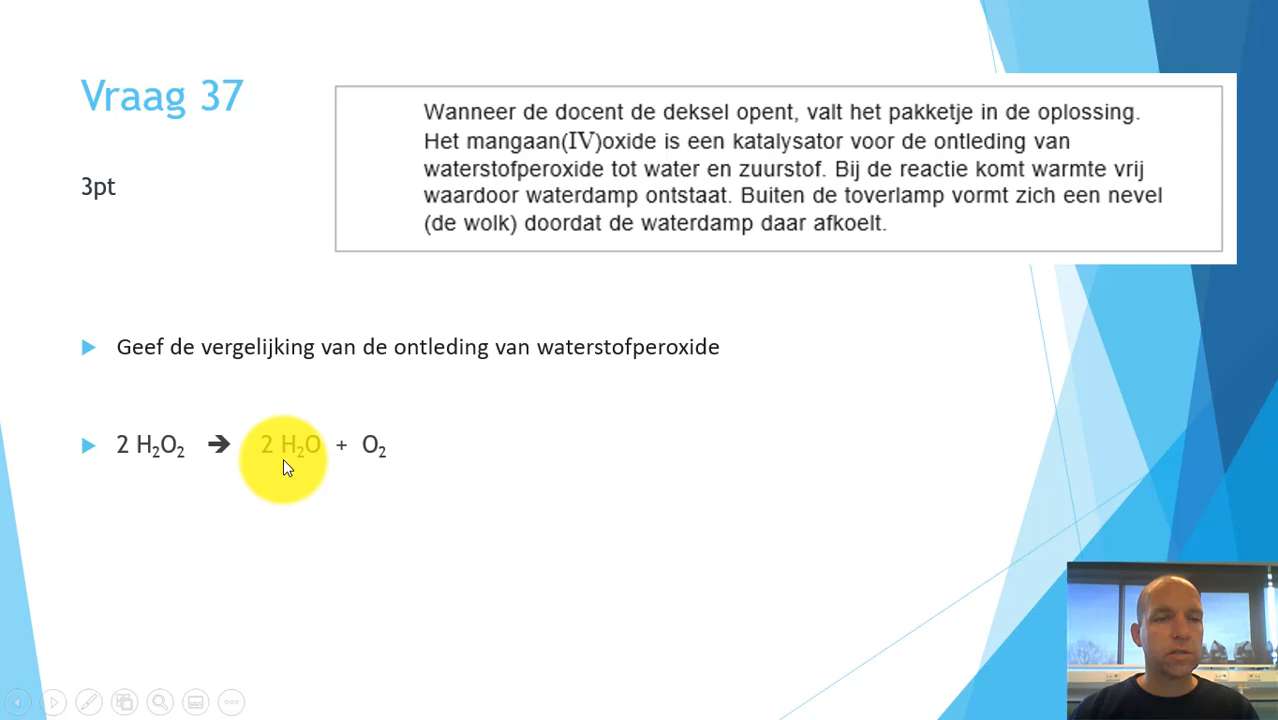 Vraag 37
3pt
Wanneer de docent de deksel opent, valt het pakketje in de oplossing.
Het mangaan(IV)oxide is een katalysator voor de ontleding van
waterstofperoxide tot water en zuurstof. Bij de reactie komt warmte vrij
waardoor waterdamp ontstaat. Buiten de toverlamp vormt zich een nevel
(de wolk) doordat de waterdamp daar afkoelt.
Geef de vergelijking van de ontleding van waterstofperoxide
2 H₂O₂ ➔ 2 H₂O + O₂